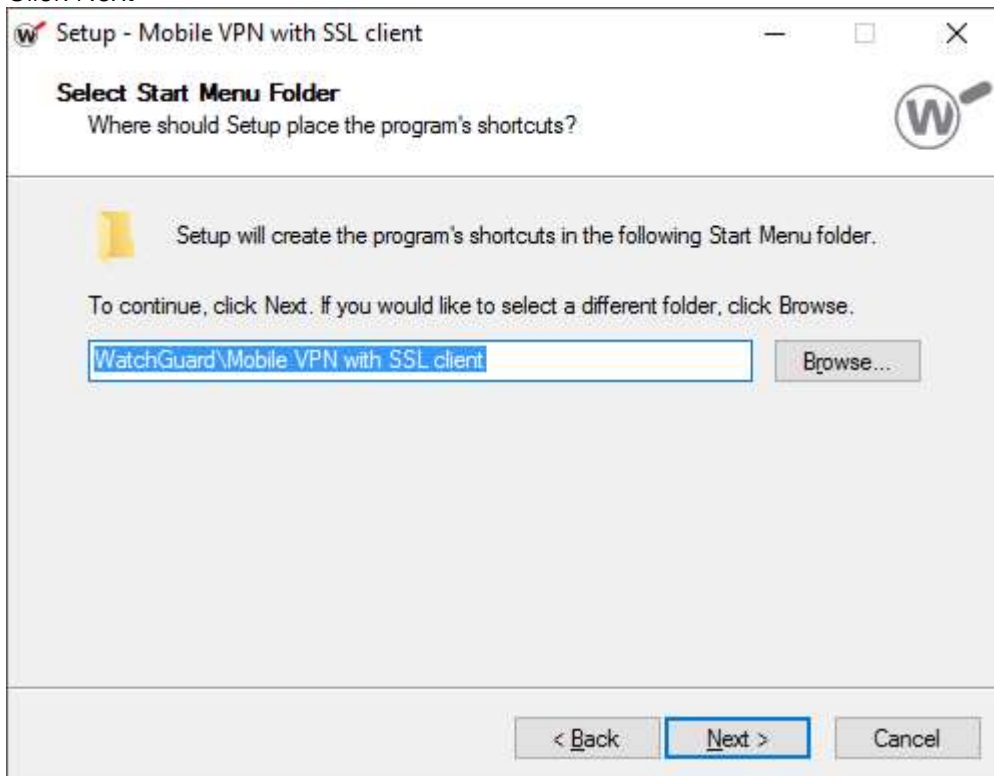 Click Next
Setup - Mobile VPN with SSL client
Select Start Menu Folder
Where should Setup place the program's shortcuts?
Setup will create the program's shortcuts in the following Start Menu folder.
To continue, click Next. If you would like to select a different folder, click Browse.
WatchGuard\Mobile VPN with SSL client
Browse...
< Back
Next >
Cancel